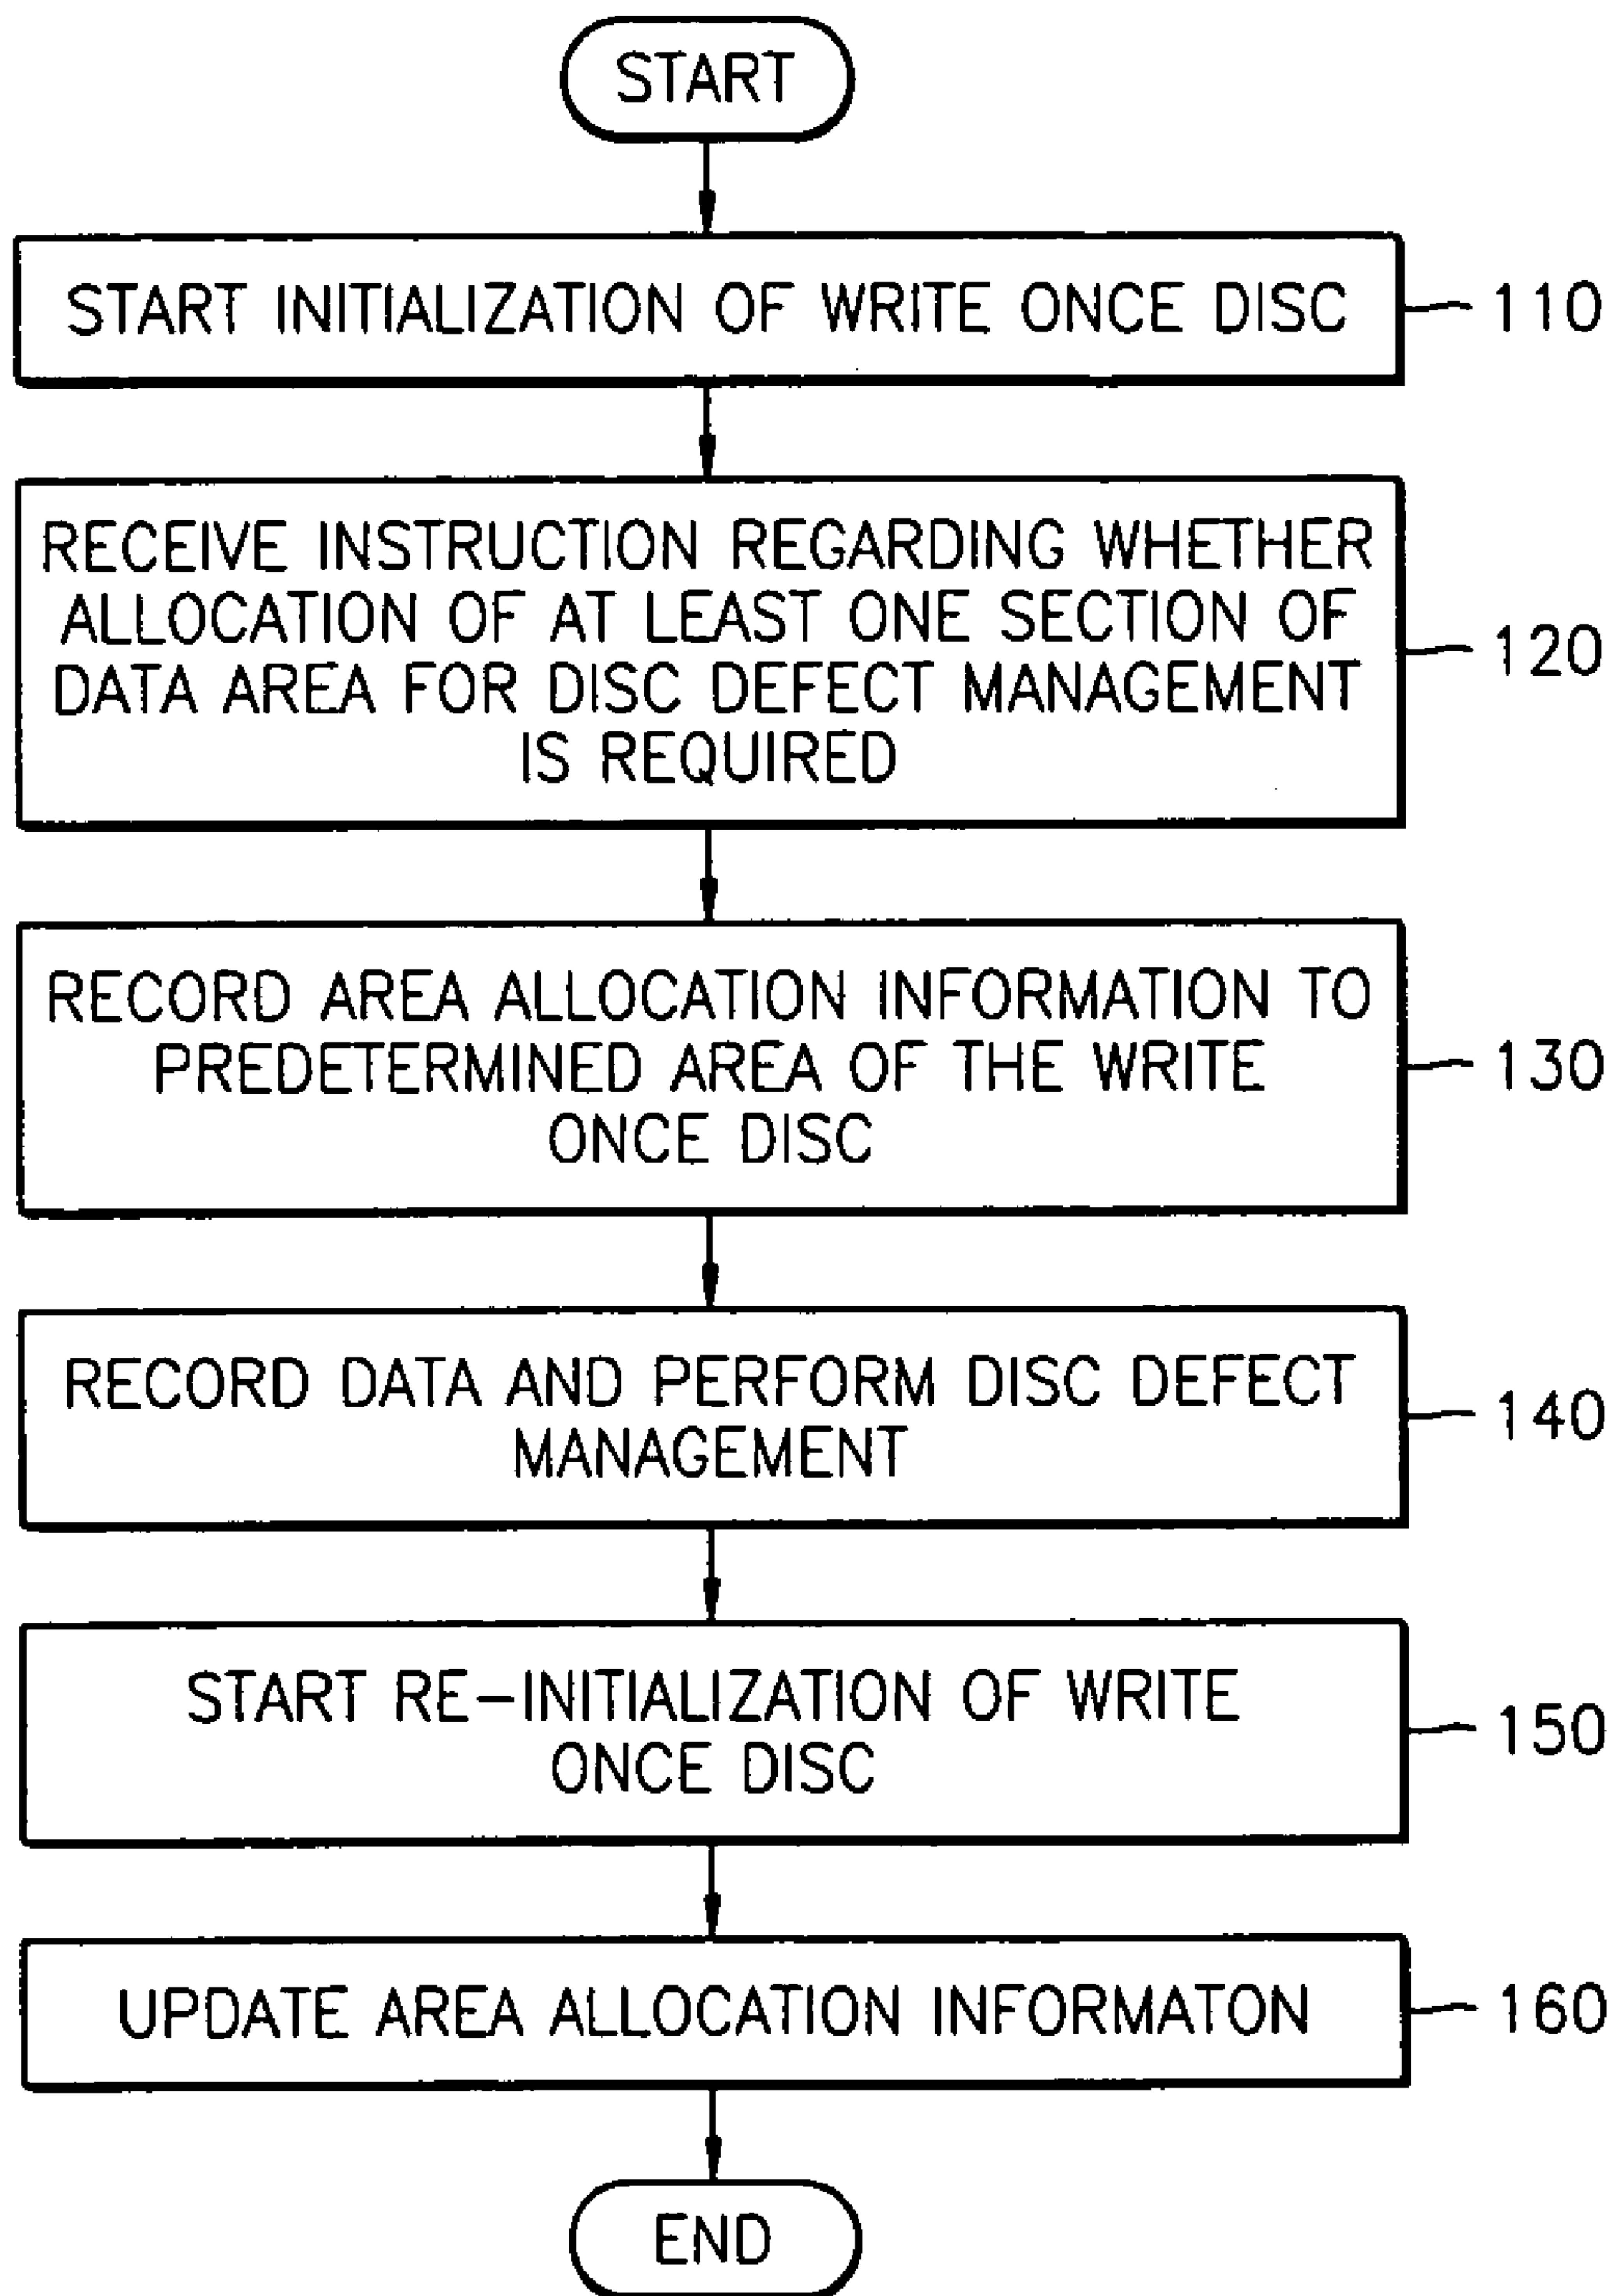 START
START INITIALIZATION OF WRITE ONCE DISC
110
RECEIVE INSTRUCTION REGARDING WHETHER
ALLOCATION OF AT LEAST ONE SECTION OF
DATA AREA FOR DISC DEFECT MANAGEMENT
IS REQUIRED
120
RECORD AREA ALLOCATION INFORMATION TO
PREDETERMINED AREA OF THE WRITE
ONCE DISC
130
RECORD DATA AND PERFORM DISC DEFECT
MANAGEMENT
140
START RE-INITIALIZATION OF WRITE
ONCE DISC
150
UPDATE AREA ALLOCATION INFORMATON
160
END